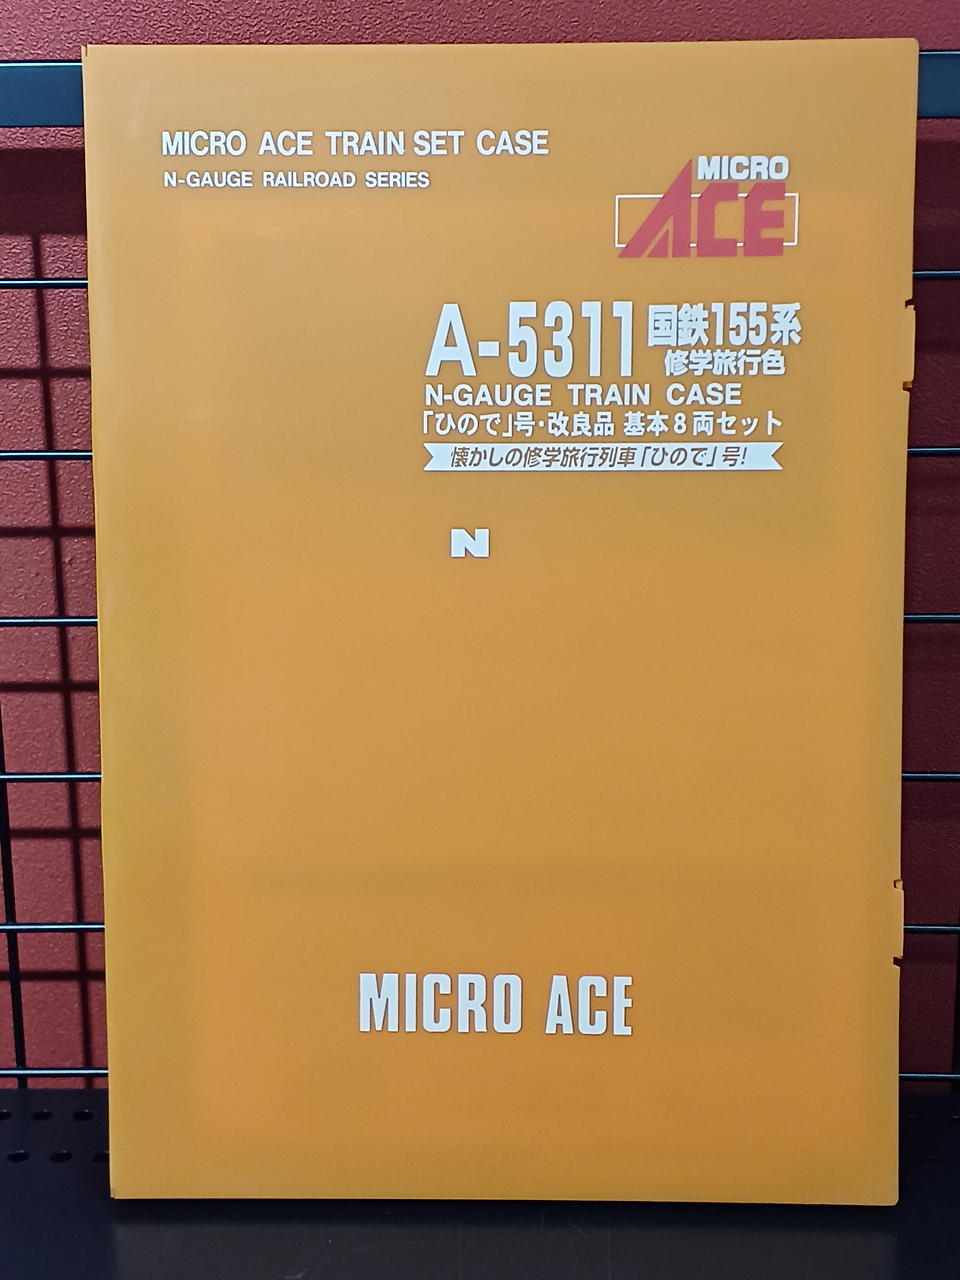 MICRO ACE TRAIN SET CASE
N-GAUGE RAILROAD SERIES
MICRO
ACE
A-5311 国鉄155系
修学旅行色
N-GAUGE TRAIN CASE
「ひので」号・改良品 基本8両セット
懐かしの修学旅行列車「ひので」号!
N
MICRO ACE